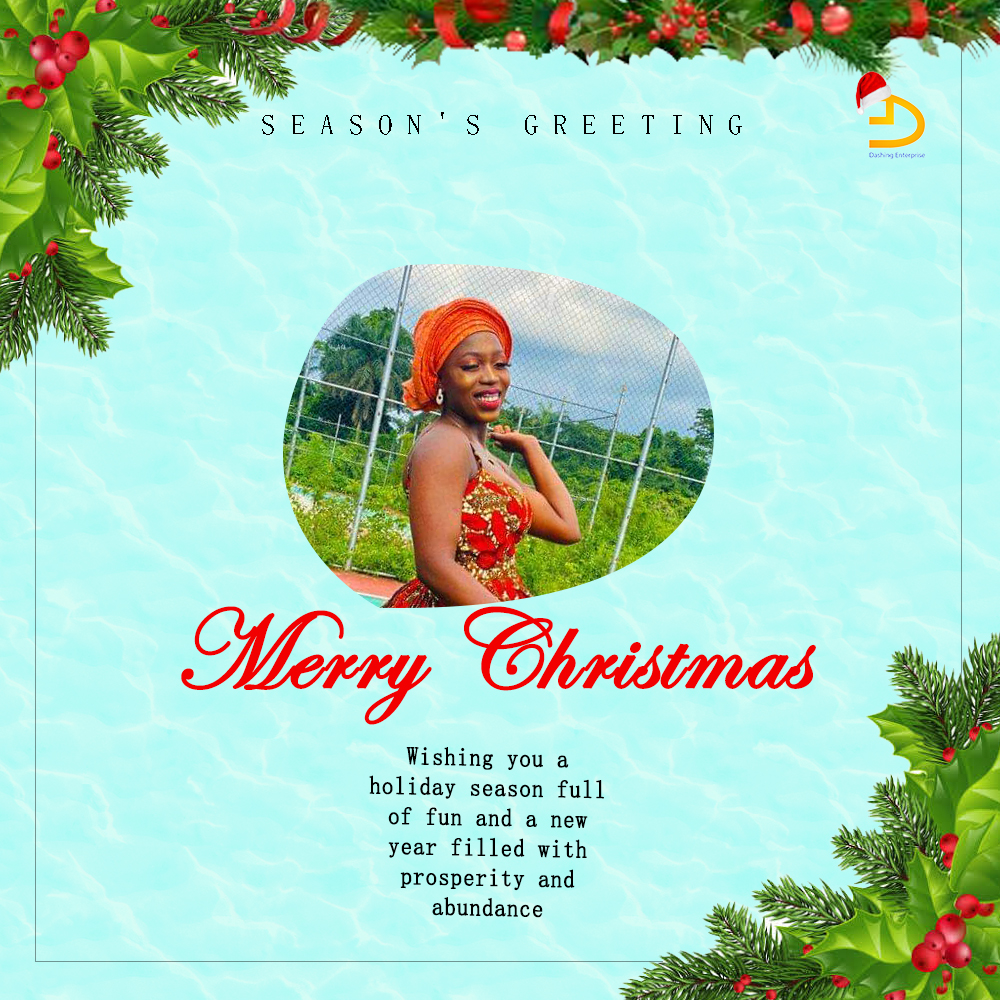 SEASON'S GREETING
Dashing Enterprise
Merry Christmas
Wishing you a
holiday season full
of fun and a new
year filled with
prosperity and
abundance